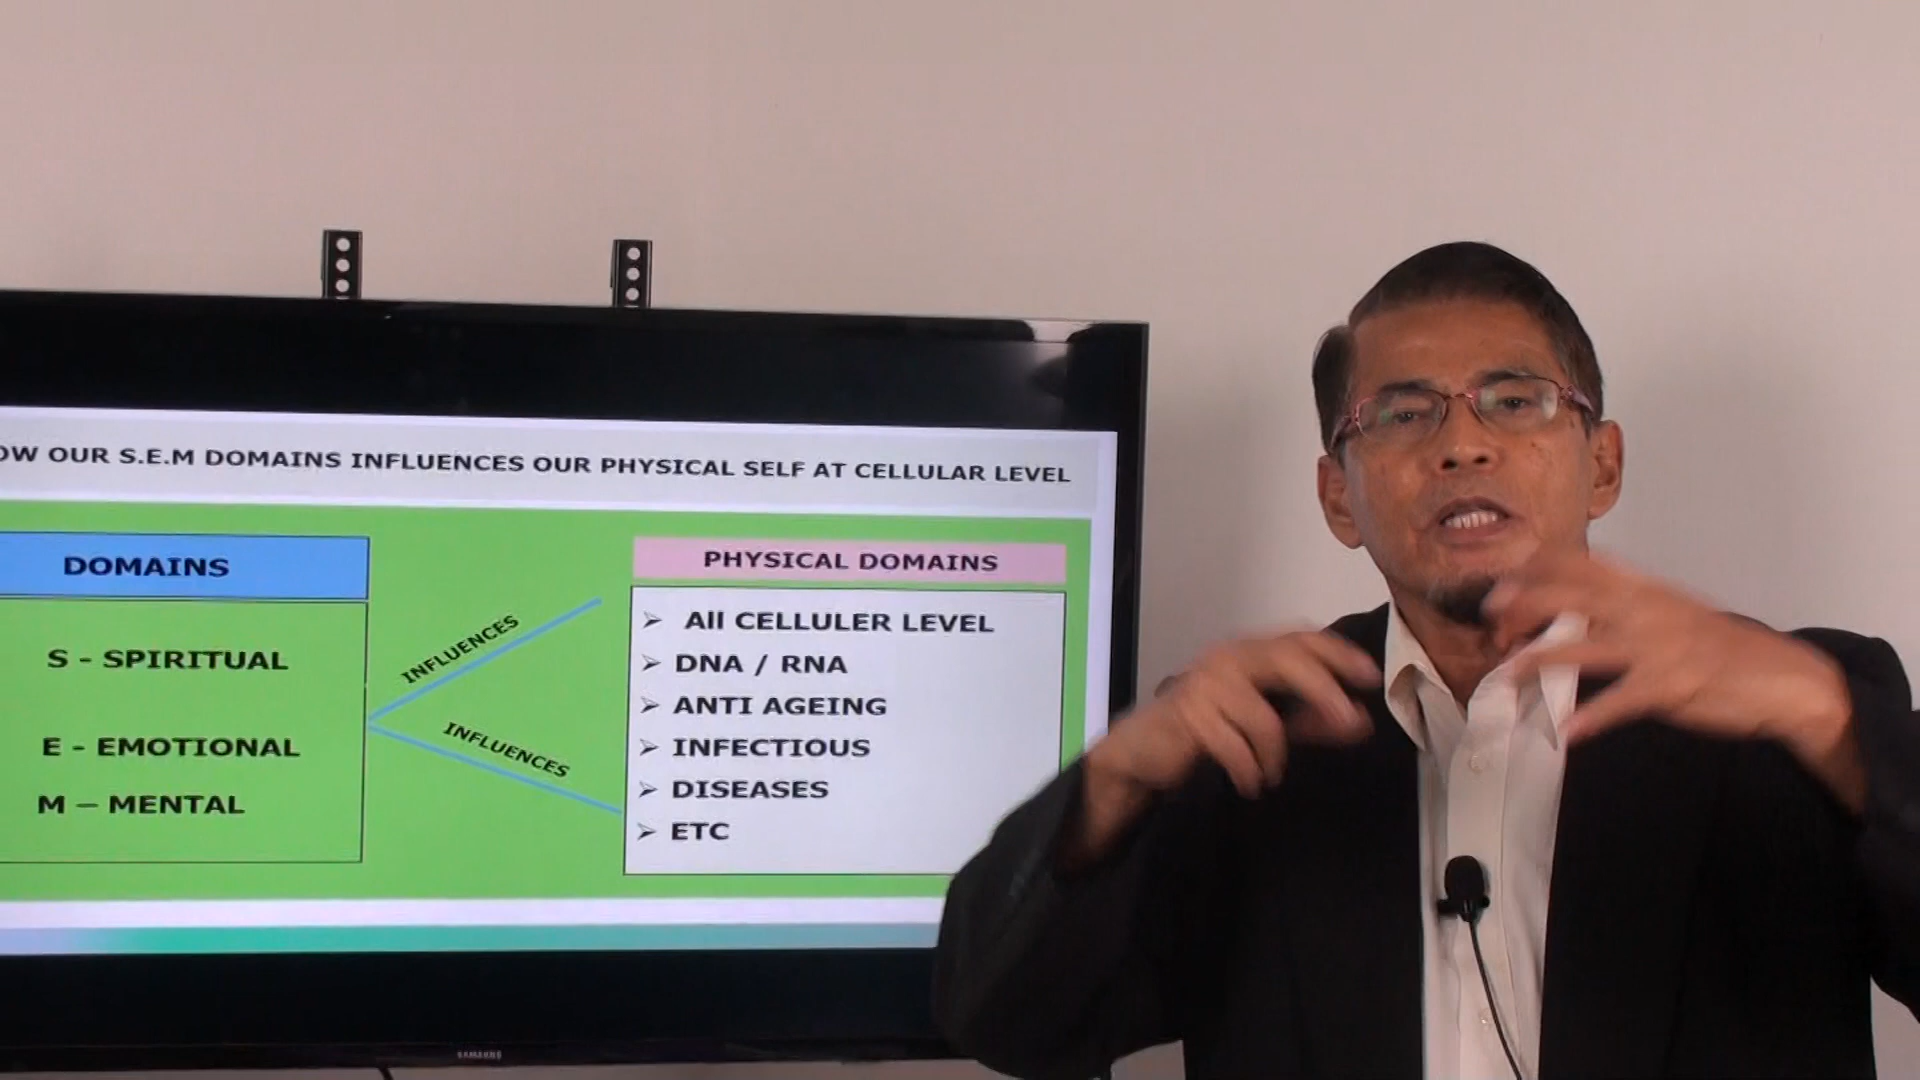 OW OUR S.E.M DOMAINS INFLUENCES OUR PHYSICAL SELF AT CELLULAR LEVEL
DOMAINS
S - SPIRITUAL
E - EMOTIONAL
M – MENTAL
INFLUENCES
INFLUENCES
PHYSICAL DOMAINS
All CELLULER LEVEL
DNA / RNA
ANTI AGEING
INFECTIOUS
DISEASES
ETC
SAMSUNG